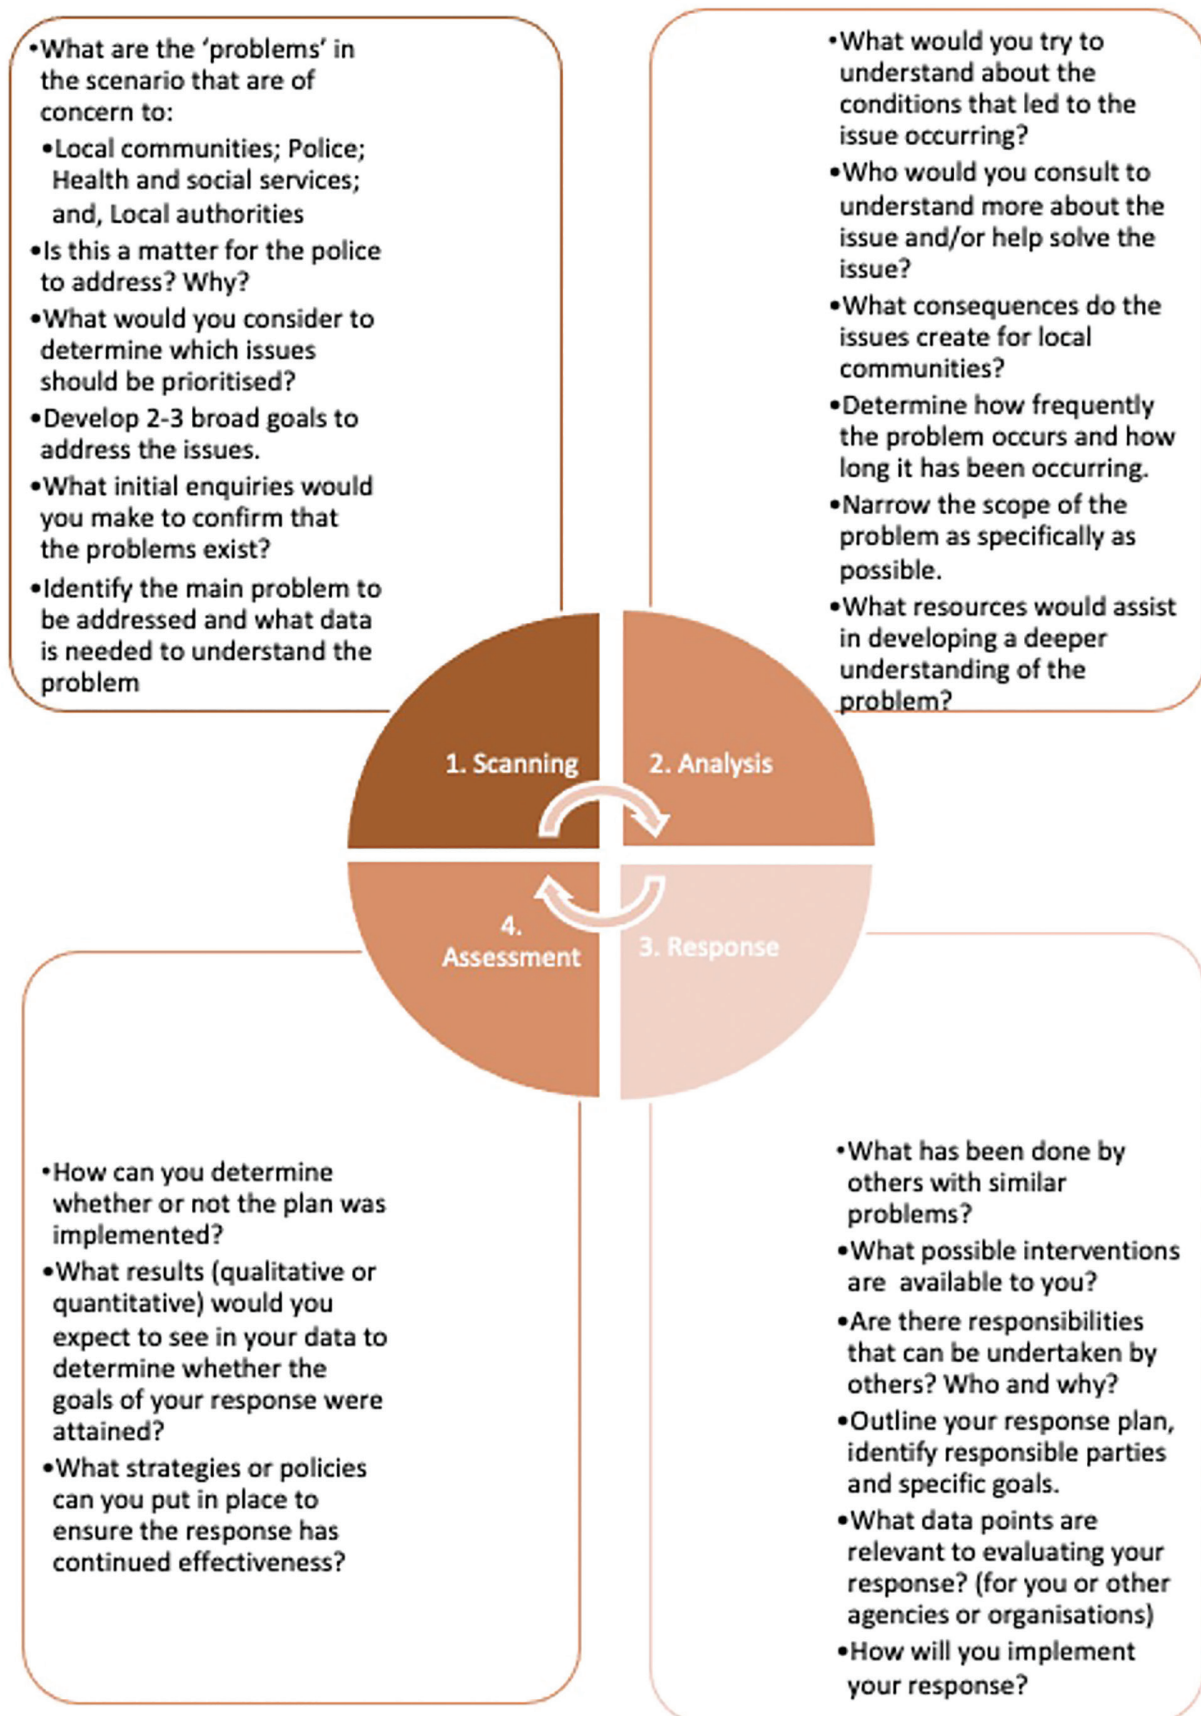 •What are the ‘problems’ in
the scenario that are of
concern to:
•Local communities; Police;
Health and social services;
and, Local authorities
•Is this a matter for the police
to address? Why?
•What would you consider to
determine which issues
should be prioritised?
•Develop 2-3 broad goals to
address the issues.
•What initial enquiries would
you make to confirm that
the problems exist?
•Identify the main problem to
be addressed and what data
is needed to understand the
problem
•What would you try to
understand about the
conditions that led to the
issue occurring?
•Who would you consult to
understand more about the
issue and/or help solve the
issue?
•What consequences do the
issues create for local
communities?
•Determine how frequently
the problem occurs and how
long it has been occurring.
•Narrow the scope of the
problem as specifically as
possible.
•What resources would assist
in developing a deeper
understanding of the
problem?
1. Scanning
2. Analysis
4.
Assessment
3. Response
•How can you determine
whether or not the plan was
implemented?
•What results (qualitative or
quantitative) would you
expect to see in your data to
determine whether the
goals of your response were
attained?
•What strategies or policies
can you put in place to
ensure the response has
continued effectiveness?
•What has been done by
others with similar
problems?
•What possible interventions
are available to you?
•Are there responsibilities
that can be undertaken by
others? Who and why?
•Outline your response plan,
identify responsible parties
and specific goals.
•What data points are
relevant to evaluating your
response? (for you or other
agencies or organisations)
•How will you implement
your response?